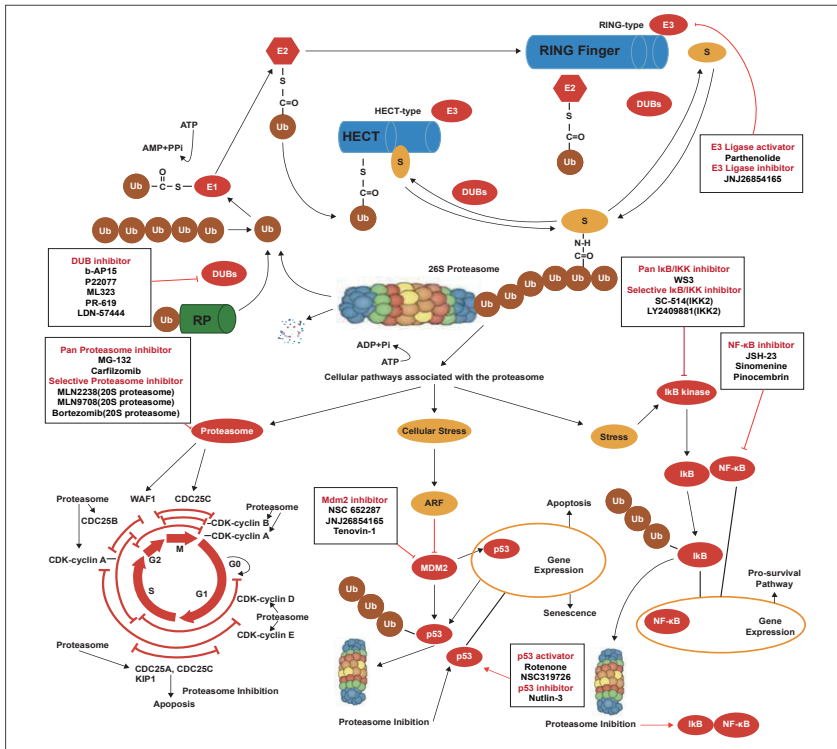 RING-type
E3
E2
RING Finger
S
S
C=O
Ub
E2
S
C=O
Ub
DUBs
HECT-type
E3
HECT
S
S
C=O
Ub
DUBs
E3 Ligase activator
Parthenolide
E3 Ligase inhibitor
JNJ26854165
ATP
AMP+PPi
O
Ub
C
S
E1
Ub
Ub
Ub
Ub
Ub
Ub
S
N-H
C=O
Ub
Ub
Ub
Ub
Ub
Ub
DUB inhibitor
b-AP15
P22077
ML323
PR-619
LDN-57444
DUBs
Ub
RP
26S Proteasome
Pan IκB/IKK inhibitor
WS3
Selective IκB/IKK inhibitor
SC-514(IKK2)
LY2409881(IKK2)
Pan Proteasome inhibitor
MG-132
Carfilzomib
Selective Proteasome inhibitor
MLN2238(20S proteasome)
MLN9708(20S proteasome)
Bortezomib(20S proteasome)
ADP+Pi
ATP
Cellular pathways associated with the proteasome
NF-κB inhibitor
JSH-23
Sinomenine
Pinocembrin
Proteasome
Cellular Stress
Stress
IkB kinase
IkB
NF-κB
WAF1
CDC25C
Proteasome
CDC25B
CDK-cyclin B
Proteasome
CDK-cyclin A
CDK-cyclin A
M
G2
G0
S
G1
CDK-cyclin D
Proteasome
CDK-cyclin E
Proteasome
CDC25A, CDC25C
KIP1
Proteasome Inhibition
Apoposis
ARF
Mdm2 inhibitor
NSC 652287
JNJ26854165
Tenovin-1
MDM2
Apoptosis
p53
Gene
Expression
Senescence
Ub
Ub
Ub
p53
p53
p53 activator
Rotenone
NSC319726
p53 inhibitor
Nutlin-3
Proteasome Inibition
Ub
Ub
Ub
IkB
Pro-survival
Pathway
NF-κB
Gene
Expression
Proteasome Inibition
IkB
NF-κB